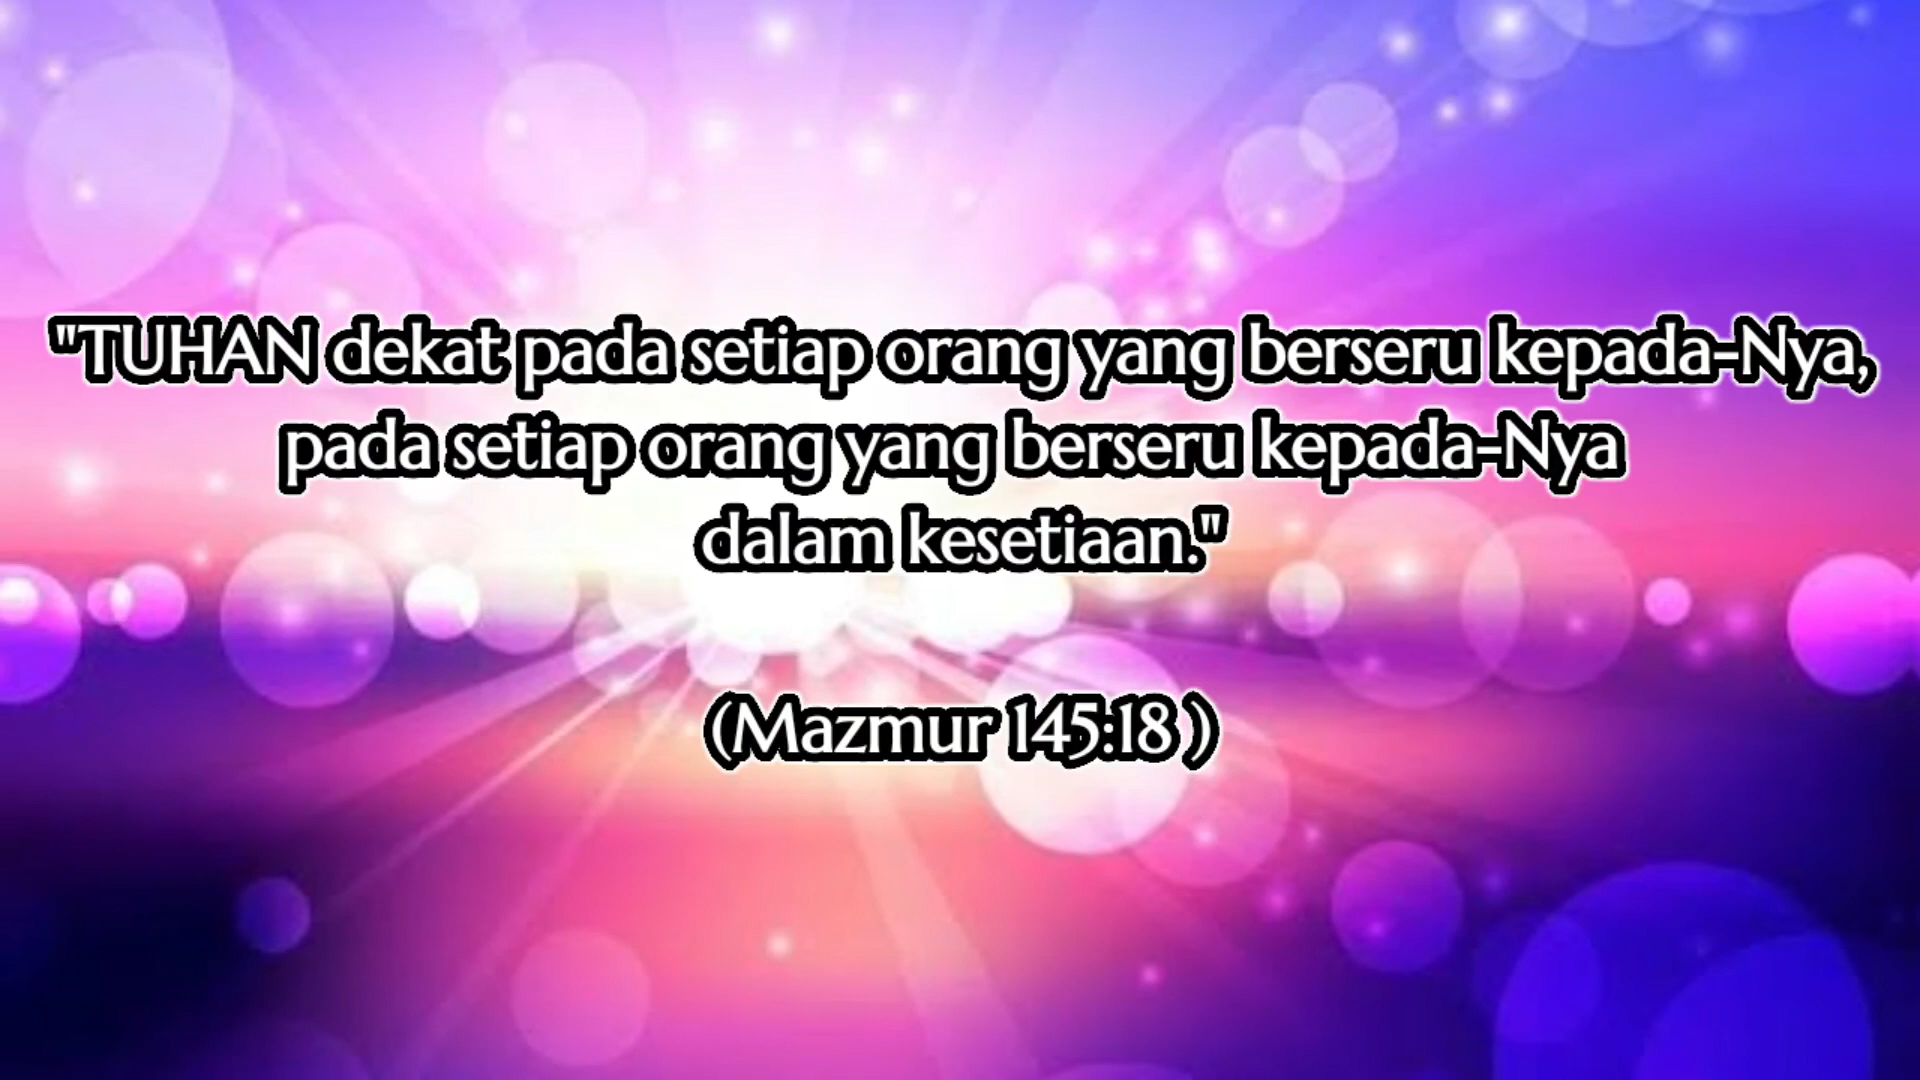 "TUHAN dekat pada setiap orang yang berseru kepada-Nya,
pada setiap orang yang berseru kepada-Nya
dalam kesetiaan."
(Mazmur 145:18 )